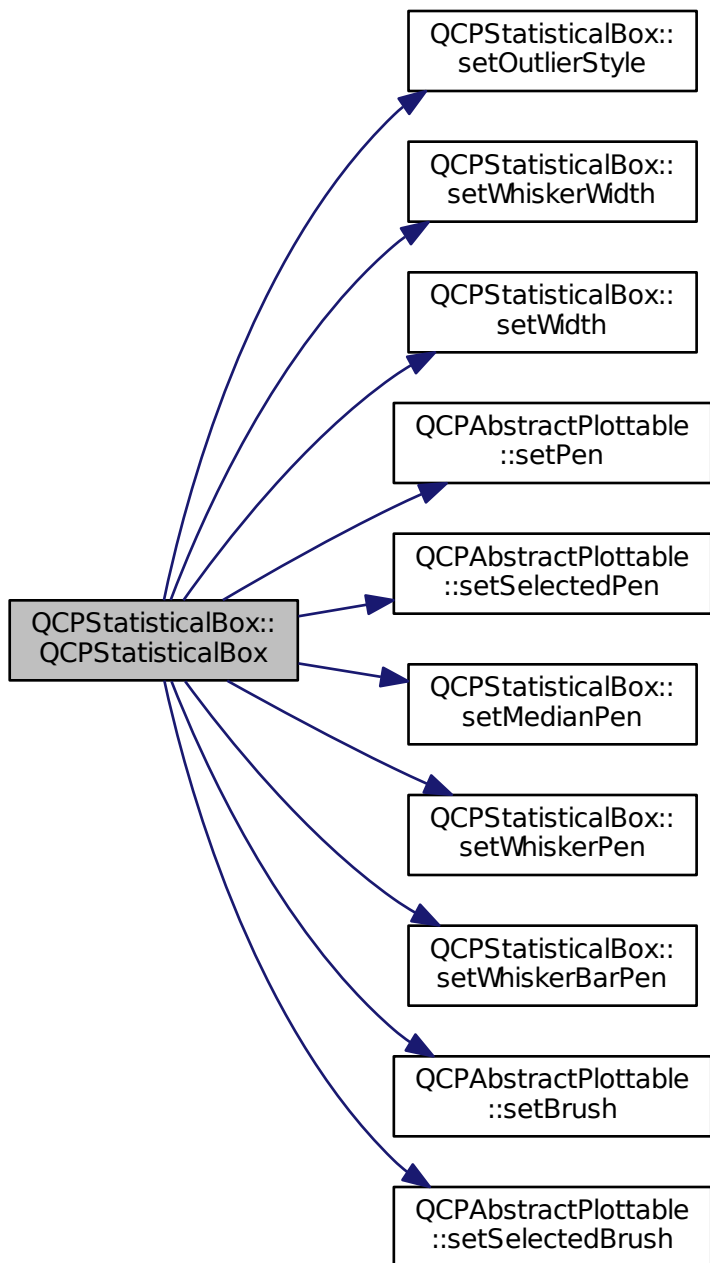 QCPStatisticalBox::
setOutlierStyle
QCPStatisticalBox::
setWhiskerWidth
QCPStatisticalBox::
setWidth
QCPAbstractPlottable
::setPen
QCPAbstractPlottable
::setSelectedPen
QCPStatisticalBox::
QCPStatisticalBox
QCPStatisticalBox::
setMedianPen
QCPStatisticalBox::
setWhiskerPen
QCPStatisticalBox::
setWhiskerBarPen
QCPAbstractPlottable
::setBrush
QCPAbstractPlottable
::setSelectedBrush